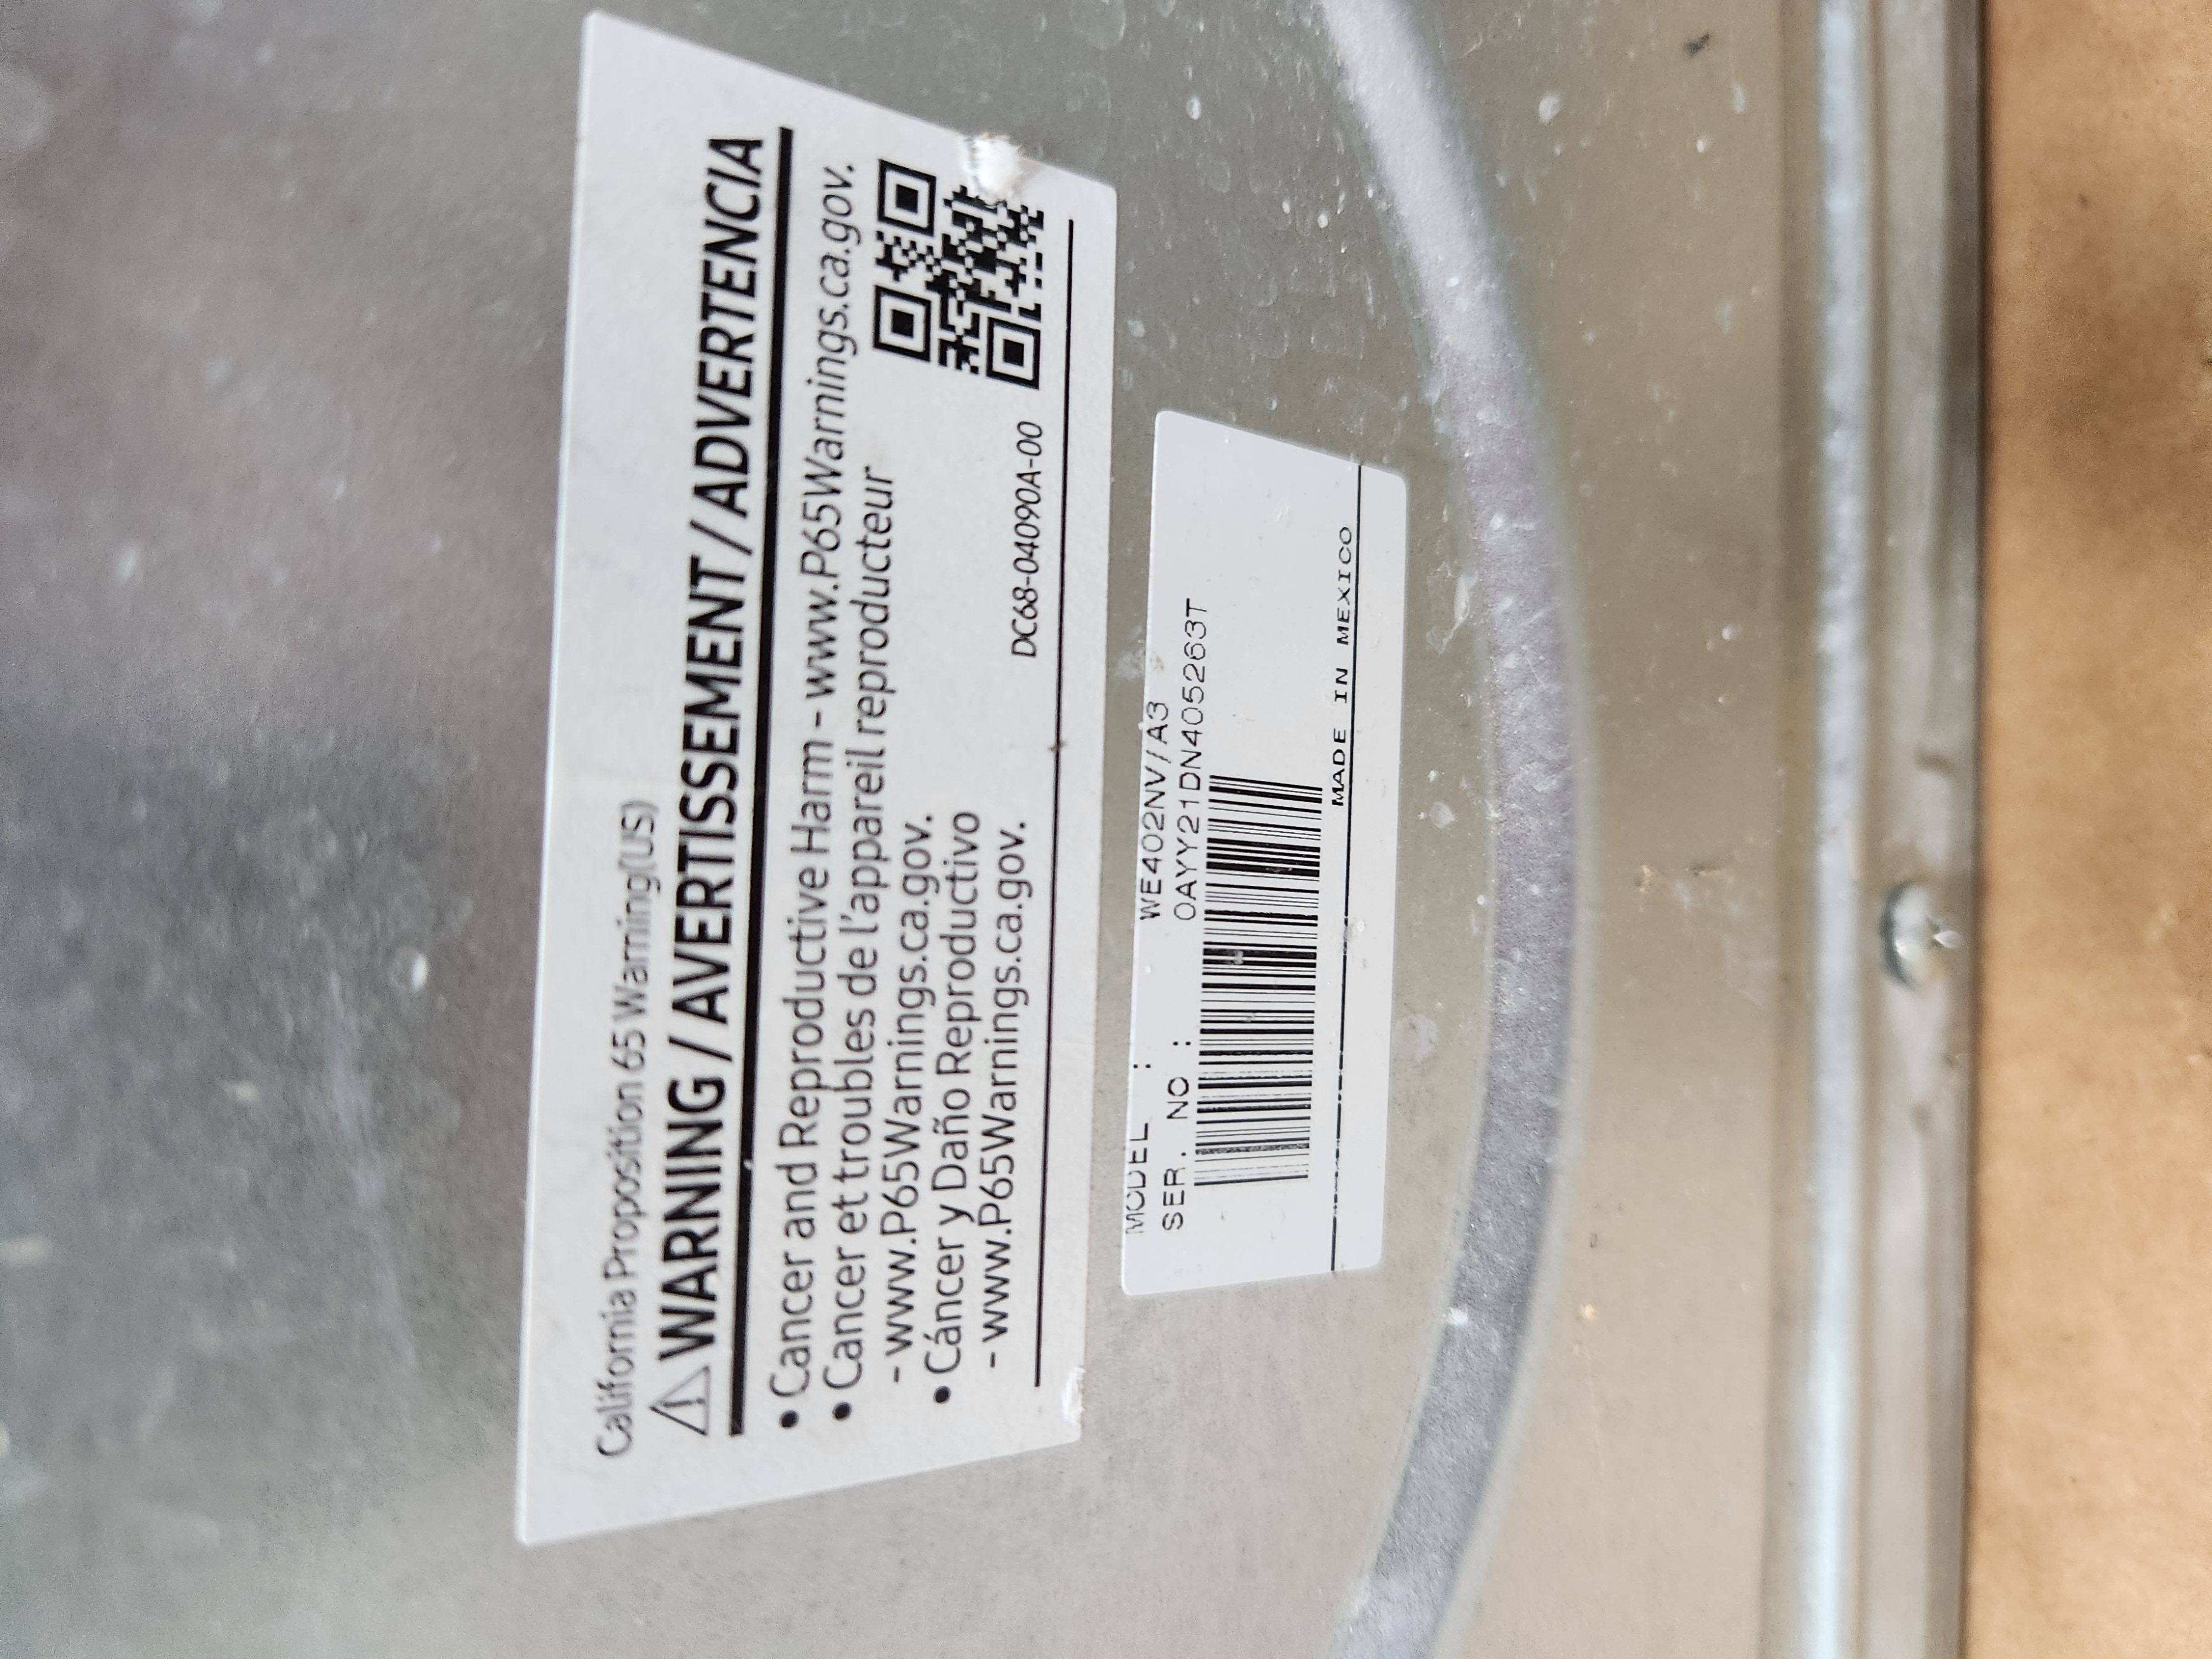 California Proposition 65 Warning(US)
⚠WARNING / AVERTISSEMENT / ADVERTENCIA
• Cancer and Reproductive Harm - www.P65Warnings.ca.gov.
• Cancer et troubles de l'appareil reproducteur
- www.P65Warnings.ca.gov.
• Cáncer y Daño Reproductivo
- www.P65Warnings.ca.gov.
DC68-04090A-00
MODEL : WE402NV/A3
SER. NO : 0AYY21DN405263T
MADE IN MEXICO